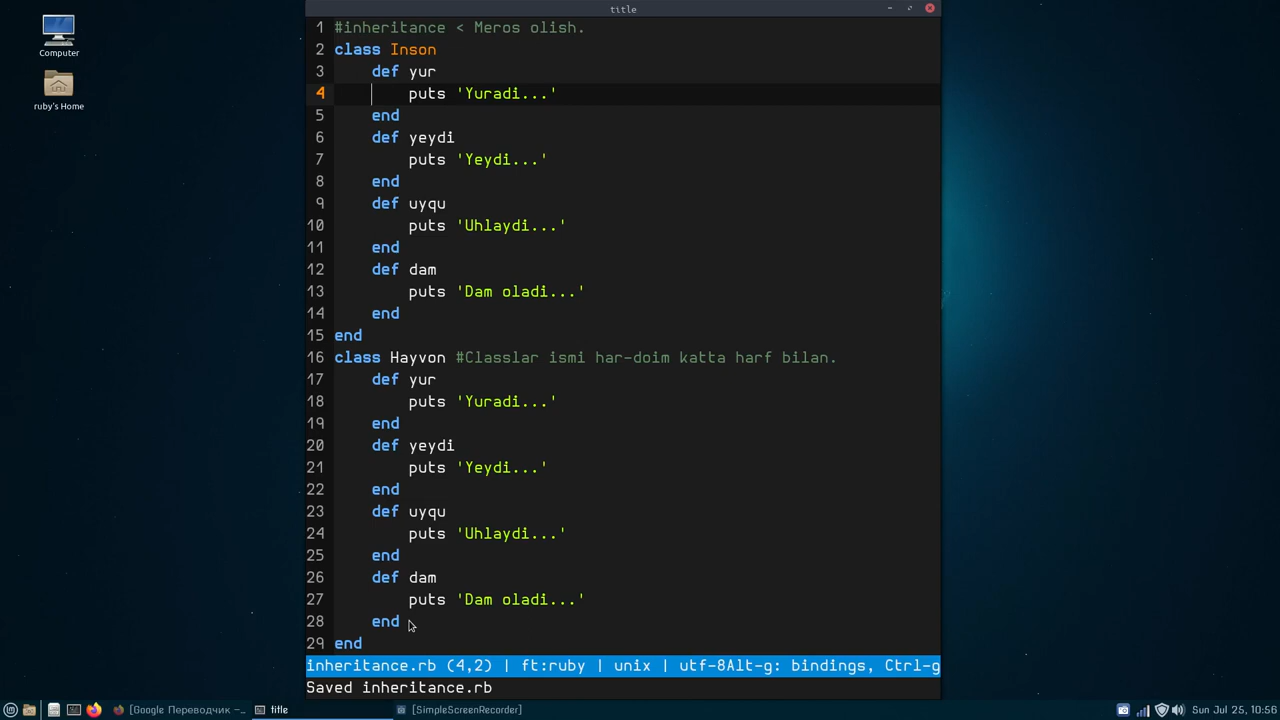 title
Computer
ruby's Home
1 #inheritance < Meros olish.
2 class Inson
3 def yur
4 puts 'Yuradi...'
5 end
6 def yeydi
7 puts 'Yeydi...'
8 end
9 def uyqu
10 puts 'Uhlaydi...'
11 end
12 def dam
13 puts 'Dam oladi...'
14 end
15 end
16 class Hayvon #Classlar ismi har-doim katta harf bilan.
17 def yur
18 puts 'Yuradi...'
19 end
20 def yeydi
21 puts 'Yeydi...'
22 end
23 def uyqu
24 puts 'Uhlaydi...'
25 end
26 def dam
27 puts 'Dam oladi...'
28 end
29 end
inheritance.rb (4,2) | ft:ruby | unix | utf-8Alt-g: bindings, Ctrl-g
Saved inheritance.rb
[Google Переводчик –... title [SimpleScreenRecorder] Sun Jul 25, 10:56